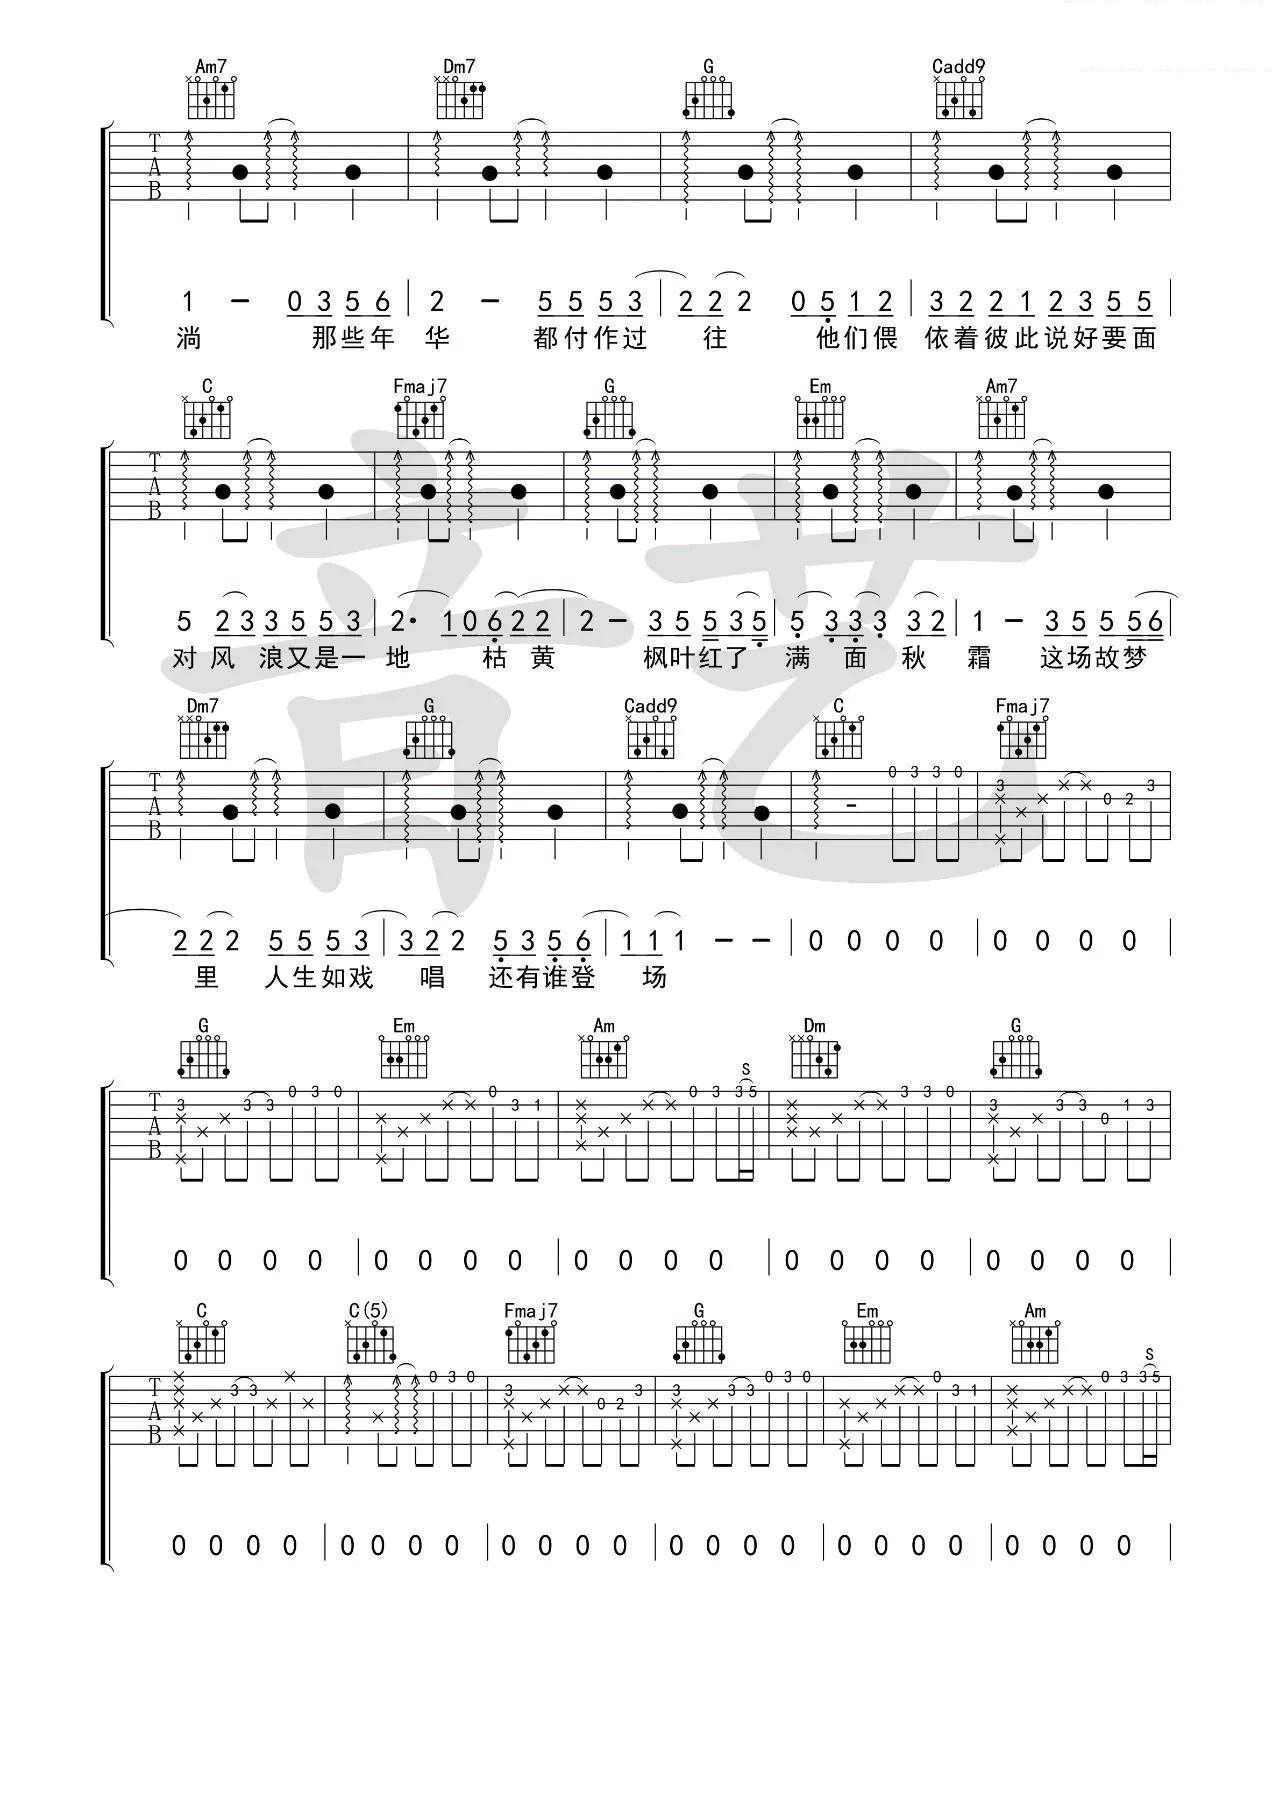 Am7 Dm7 G Cadd9
T A B
1 - 0 3 5 6 2 - 5 5 5 3 2 2 2 0 5 1 2 3 2 2 1 2 3 5 5
淌 那些年 华 都付作过 往 他们偎 依着彼此说好要面
C Fmaj7 G Em Am7
T A B
5 2 3 3 5 5 3 2· 1 0 6 2 2 2 - 3 5 5 3 5 5 3 3 3 3 2 1 - 3 5 5 5 6
对 风 浪又是一 地 枯 黄 枫叶红了 满 面 秋 霜 这场故梦
Dm7 G Cadd9 C Fmaj7
0 3 3 0 3 0 2 3
T A B
2 2 2 5 5 5 3 3 2 2 5 3 5 6 1 1 1 - - 0 0 0 0 0 0 0 0
里 人生如戏 唱 还有谁登 场
G Em Am Dm G
S
T A B
3 3 3 0 3 0 0 3 1 0 3 3 5 3 3 0 3 3 3 0 1 3
0 0 0 0 0 0 0 0 0 0 0 0 0 0 0 0 0 0 0 0
C C(5) Fmaj7 G Em Am
S
T A B
3 3 0 3 0 3 0 2 3 3 3 3 0 3 0 0 3 1 0 3 3 5
0 0 0 0 0 0 0 0 0 0 0 0 0 0 0 0 0 0 0 0 0 0 0 0
音艺